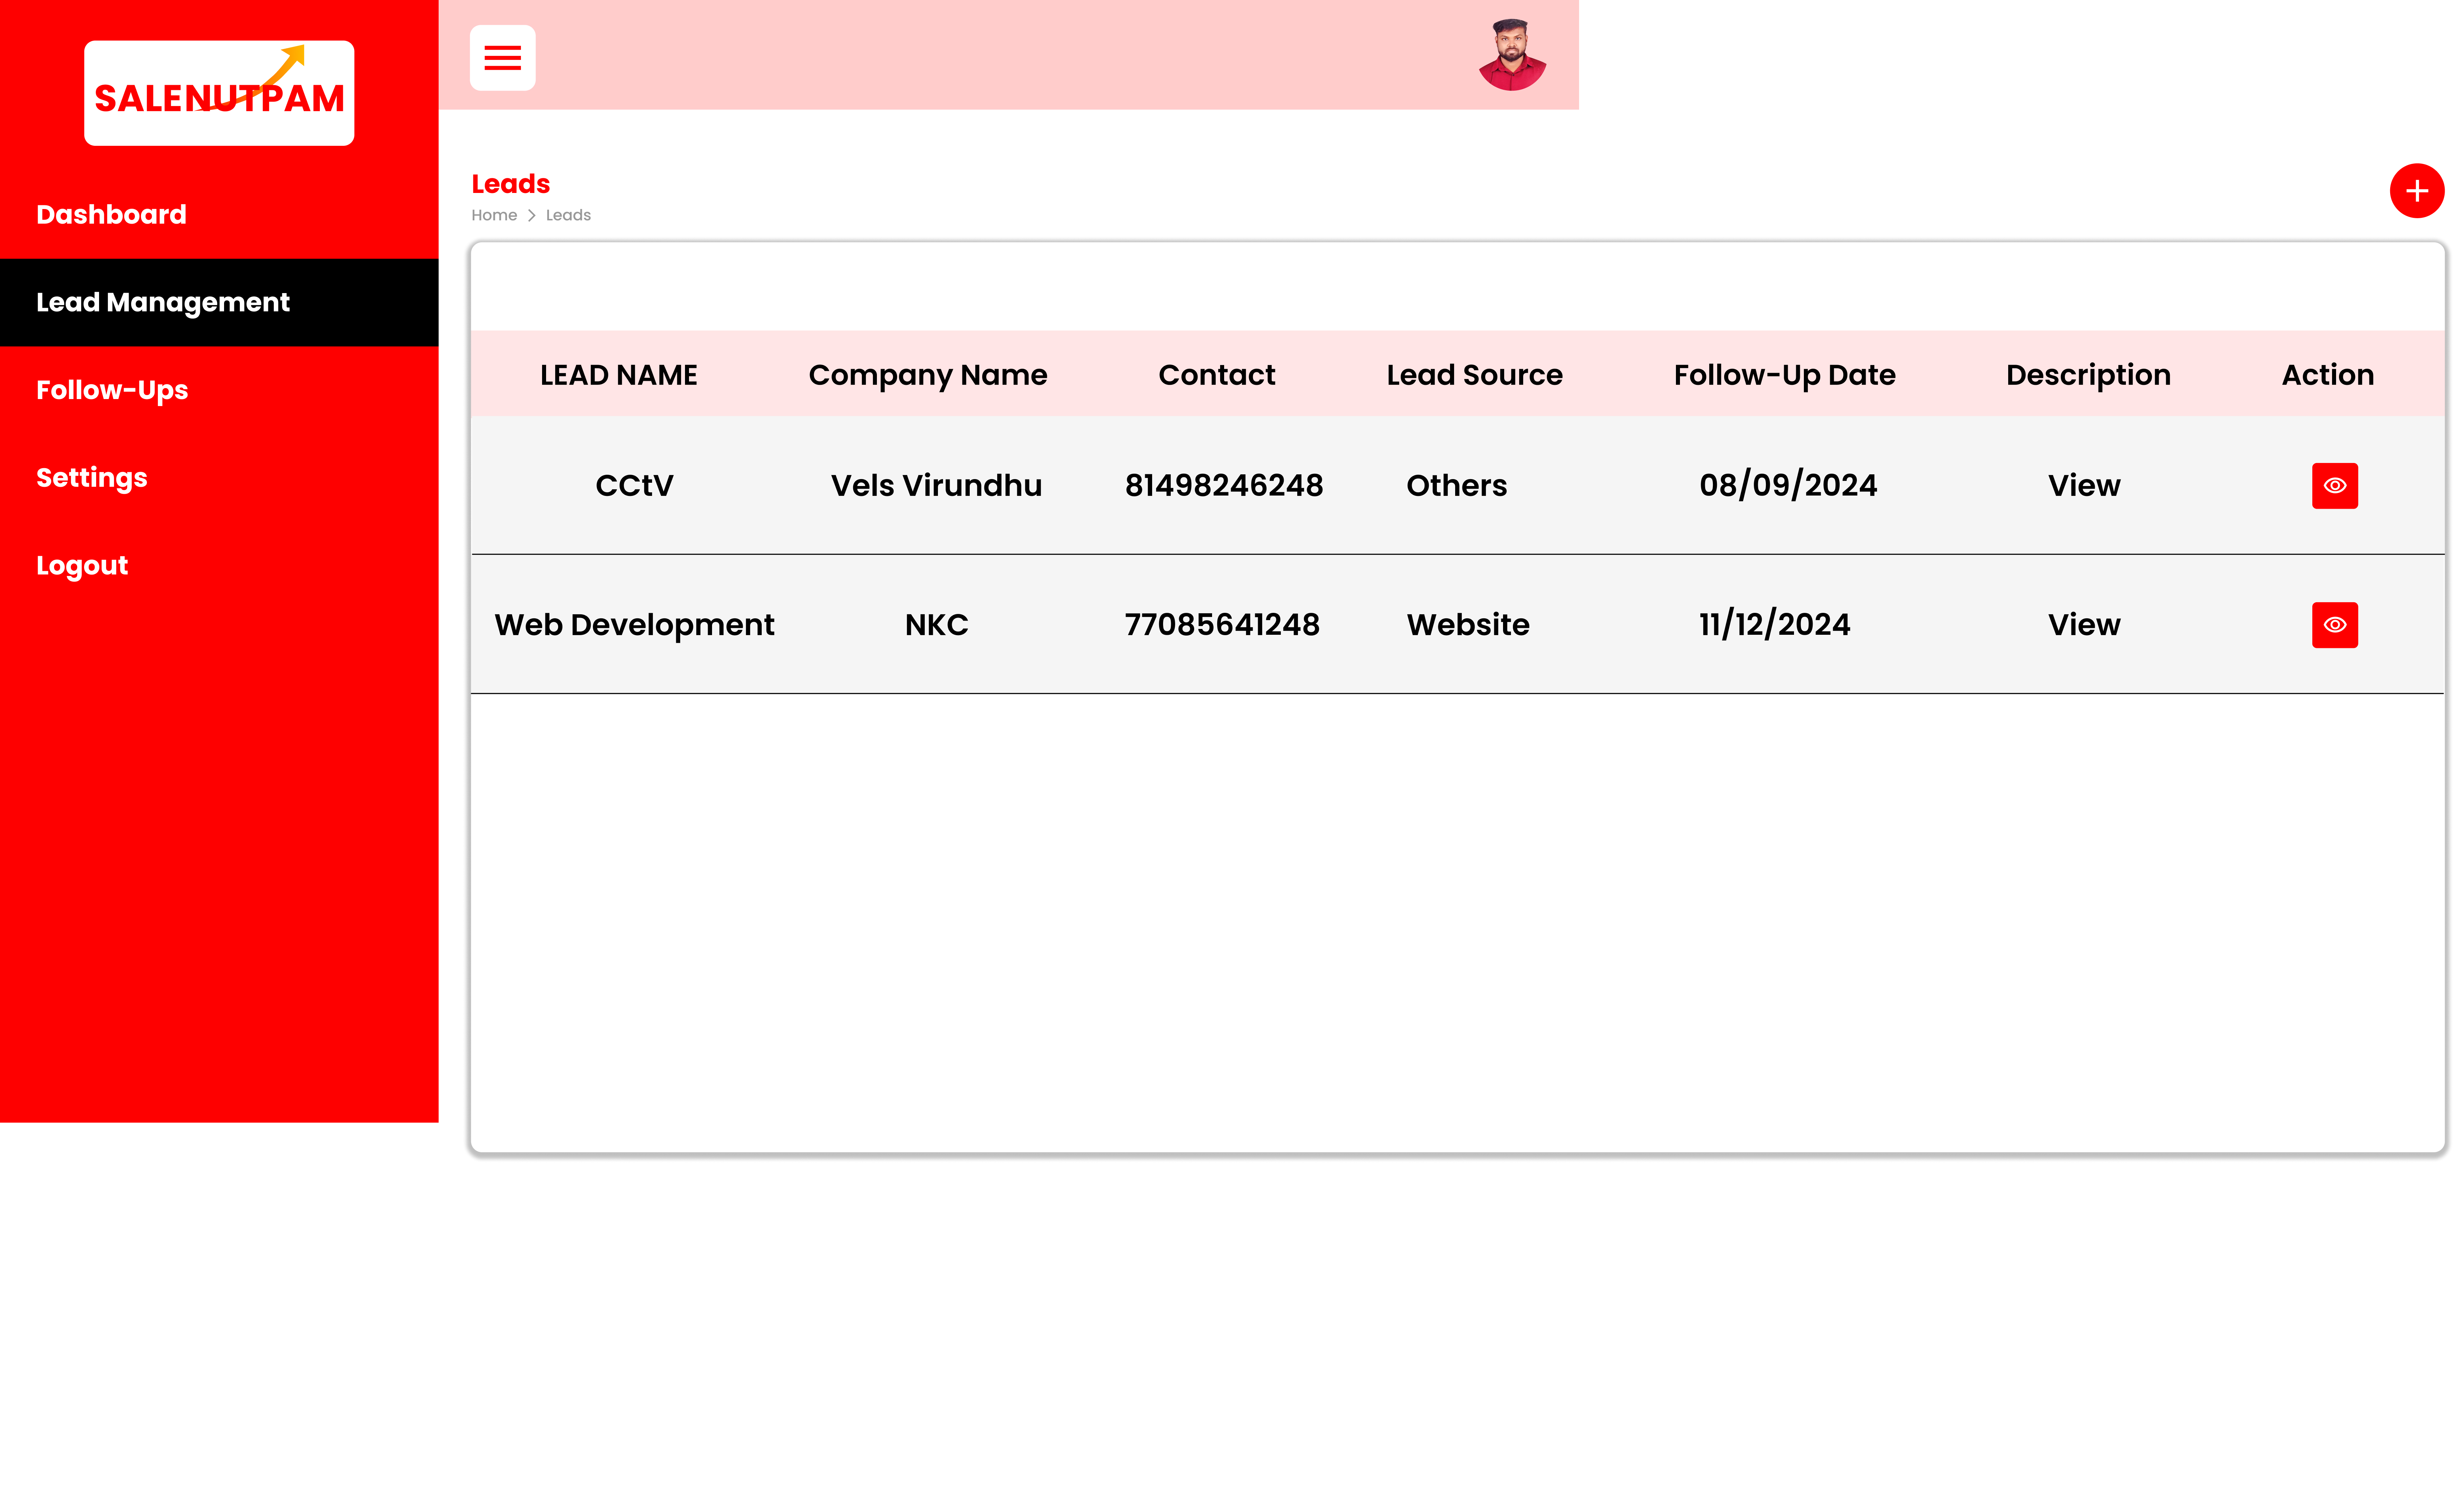 SALENUTPAM
Dashboard
Lead Management
Follow-Ups
Settings
Logout
Leads
Home > Leads
LEAD NAME Company Name Contact Lead Source Follow-Up Date Description Action
CCtV Vels Virundhu 81498246248 Others 08/09/2024 View
Web Development NKC 77085641248 Website 11/12/2024 View